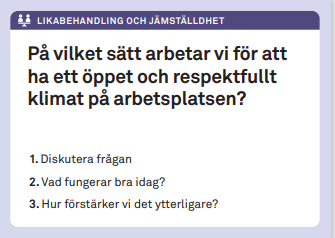 LIKABEHANDLING OCH JÄMSTÄLLDHET
På vilket sätt arbetar vi för att
ha ett öppet och respektfullt
klimat på arbetsplatsen?
1. Diskutera frågan
2. Vad fungerar bra idag?
3. Hur förstärker vi det ytterligare?